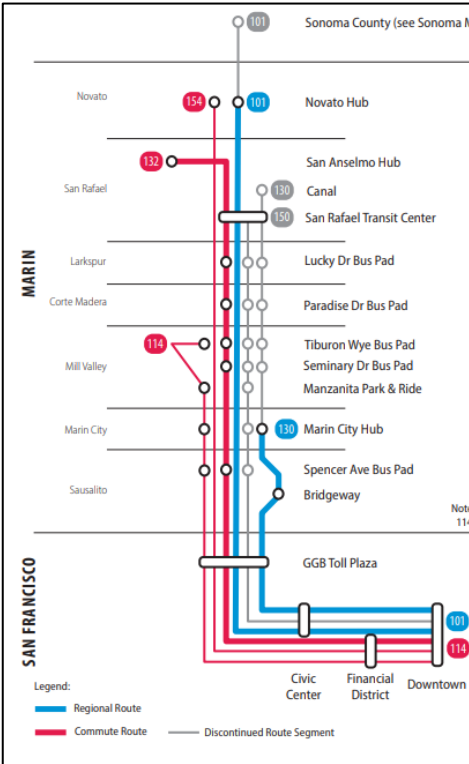 101 Sonoma County (see Sonoma M
Novato 154 101 Novato Hub
132 San Anselmo Hub
San Rafael 130 Canal
150 San Rafael Transit Center
MARIN
Larkspur Lucky Dr Bus Pad
Corte Madera Paradise Dr Bus Pad
114 Tiburon Wye Bus Pad
Mill Valley Seminary Dr Bus Pad
Manzanita Park & Ride
Marin City 130 Marin City Hub
Spencer Ave Bus Pad
Sausalito Bridgeway
Note
114
SAN FRANCISCO
GGB Toll Plaza
101
114
Civic Center
Financial District
Downtown
Legend:
Regional Route
Commute Route Discontinued Route Segment